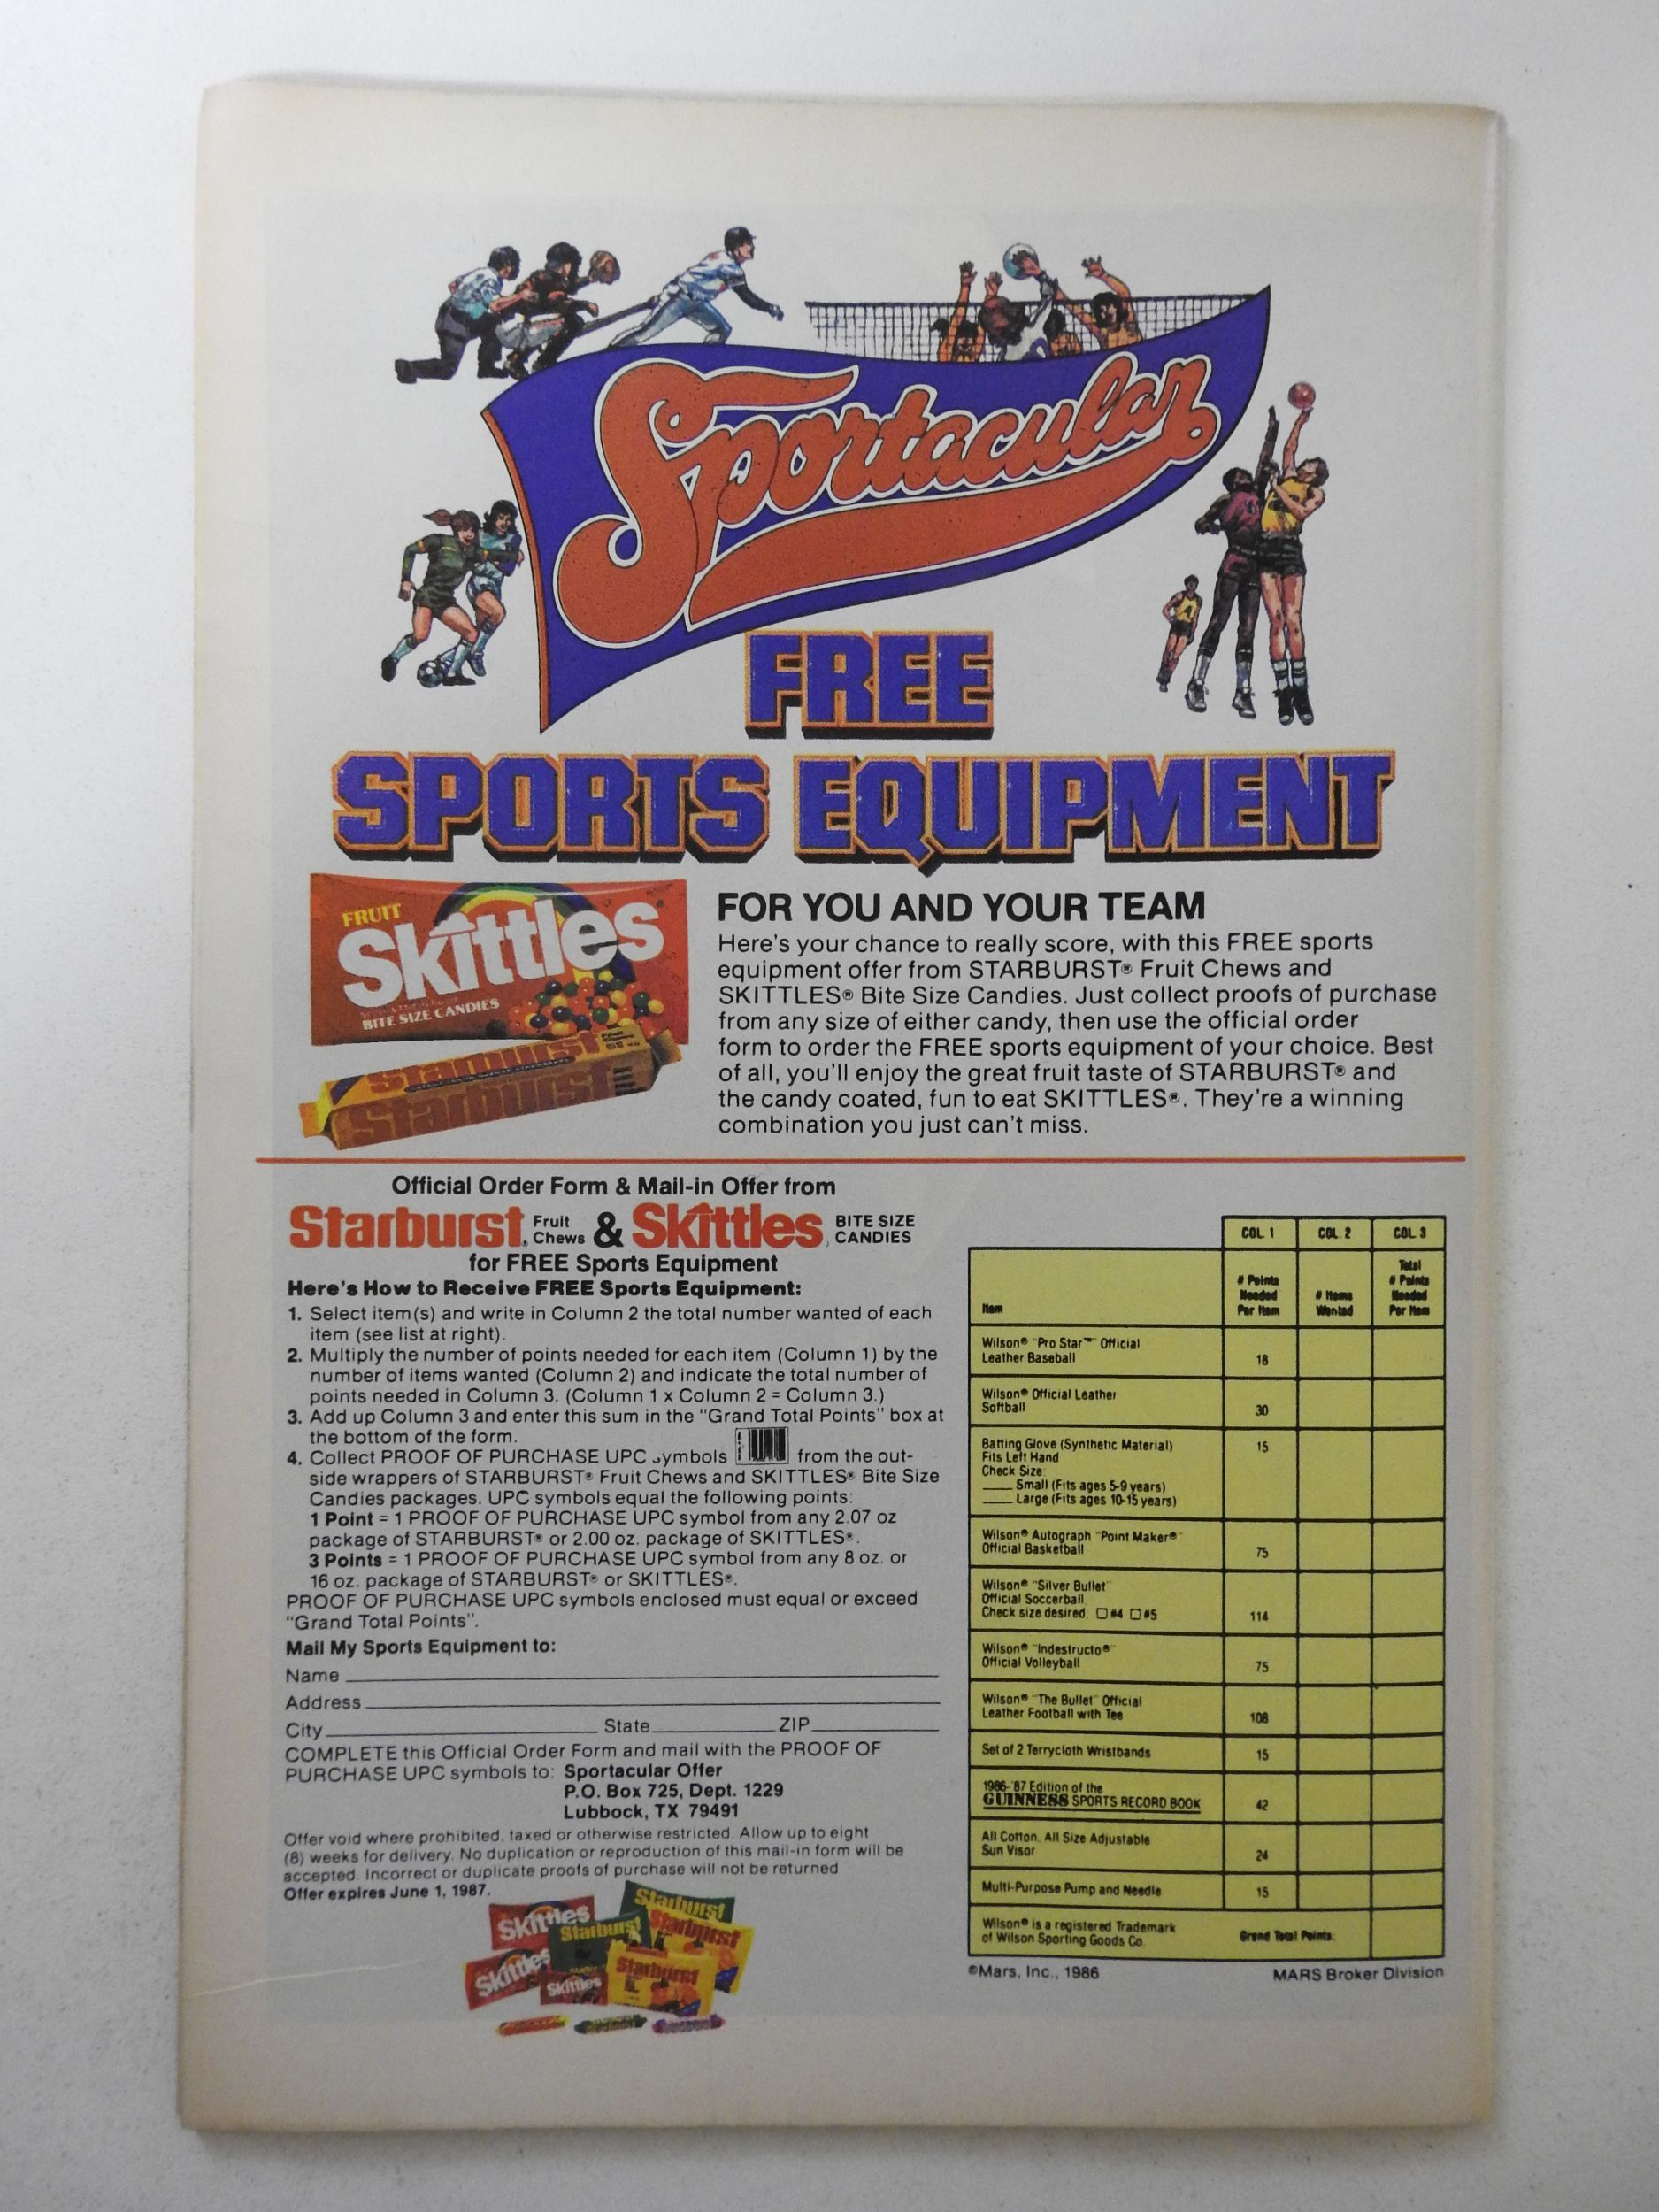 Sportacular
FREE
SPORTS EQUIPMENT
FRUIT
Skittles
BITE SIZE CANDIES
Starburst
Starburst
FOR YOU AND YOUR TEAM
Here's your chance to really score, with this FREE sports
equipment offer from STARBURST® Fruit Chews and
SKITTLES® Bite Size Candies. Just collect proofs of purchase
from any size of either candy, then use the official order
form to order the FREE sports equipment of your choice. Best
of all, you'll enjoy the great fruit taste of STARBURST® and
the candy coated, fun to eat SKITTLES®. They're a winning
combination you just can't miss.
Official Order Form & Mail-in Offer from
Starburst Fruit Chews & Skittles BITE SIZE CANDIES
for FREE Sports Equipment
Here's How to Receive FREE Sports Equipment:
1. Select item(s) and write in Column 2 the total number wanted of each
item (see list at right).
2. Multiply the number of points needed for each item (Column 1) by the
number of items wanted (Column 2) and indicate the total number of
points needed in Column 3. (Column 1 x Column 2 = Column 3.)
3. Add up Column 3 and enter this sum in the "Grand Total Points" box at
the bottom of the form.
4. Collect PROOF OF PURCHASE UPC symbols from the out-
side wrappers of STARBURST® Fruit Chews and SKITTLES® Bite Size
Candies packages. UPC symbols equal the following points:
1 Point = 1 PROOF OF PURCHASE UPC symbol from any 2.07 oz
package of STARBURST® or 2.00 oz. package of SKITTLES®.
3 Points = 1 PROOF OF PURCHASE UPC symbol from any 8 oz. or
16 oz. package of STARBURST® or SKITTLES®.
PROOF OF PURCHASE UPC symbols enclosed must equal or exceed
"Grand Total Points".
Mail My Sports Equipment to:
Name
Address
City State ZIP
COMPLETE this Official Order Form and mail with the PROOF OF
PURCHASE UPC symbols to: Sportacular Offer
P.O. Box 725, Dept. 1229
Lubbock, TX 79491
Offer void where prohibited, taxed or otherwise restricted. Allow up to eight
(8) weeks for delivery. No duplication or reproduction of this mail-in form will be
accepted. Incorrect or duplicate proofs of purchase will not be returned
Offer expires June 1, 1987.
Skittles
Starburst
Starburst
Starburst
Skittles
Skittles
Starburst
COL. 1 COL. 2 COL. 3
Item
# Points Needed Per Item
# Items Wanted
Total # Points Needed Per Item
Wilson® "Pro Star™" Official
Leather Baseball 18
Wilson® Official Leather
Softball 30
Batting Glove (Synthetic Material) 15
Fits Left Hand
Check Size:
Small (Fits ages 5-9 years)
Large (Fits ages 10-15 years)
Wilson® Autograph "Point Maker®"
Official Basketball 75
Wilson® "Silver Bullet"
Official Soccerball
Check size desired: □ #4 □ #5 114
Wilson® "Indestructo®"
Official Volleyball 75
Wilson® "The Bullet" Official
Leather Football with Tee 108
Set of 2 Terrycloth Wristbands 15
1986-'87 Edition of the
GUINNESS SPORTS RECORD BOOK 42
All Cotton, All Size Adjustable
Sun Visor 24
Multi-Purpose Pump and Needle 15
Wilson® is a registered Trademark
of Wilson Sporting Goods Co.
Grand Total Points:
©Mars, Inc., 1986 MARS Broker Division